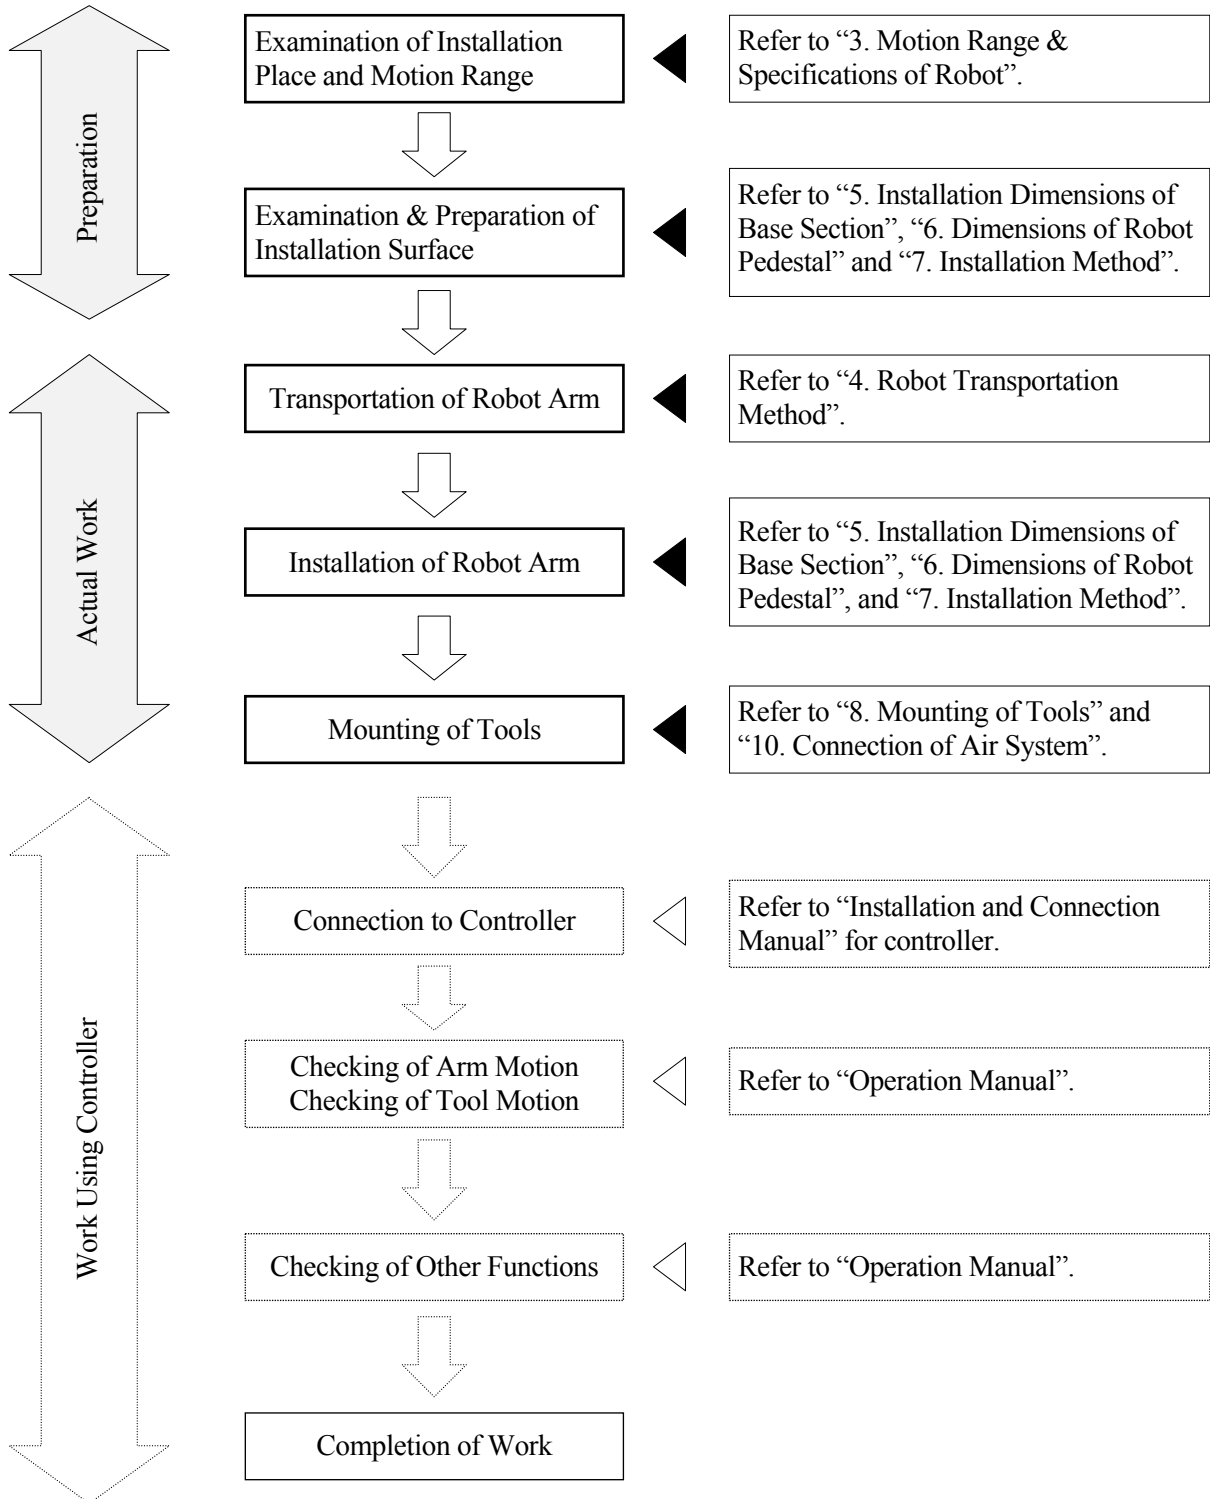 Preparation
Examination of Installation
Place and Motion Range
Refer to “3. Motion Range &
Specifications of Robot”.
Examination & Preparation of
Installation Surface
Refer to “5. Installation Dimensions of
Base Section”, “6. Dimensions of Robot
Pedestal” and “7. Installation Method”.
Actual Work
Transportation of Robot Arm
Refer to “4. Robot Transportation
Method”.
Installation of Robot Arm
Refer to “5. Installation Dimensions of
Base Section”, “6. Dimensions of Robot
Pedestal”, and “7. Installation Method”.
Mounting of Tools
Refer to “8. Mounting of Tools” and
“10. Connection of Air System”.
Work Using Controller
Connection to Controller
Refer to “Installation and Connection
Manual” for controller.
Checking of Arm Motion
Checking of Tool Motion
Refer to “Operation Manual”.
Checking of Other Functions
Refer to “Operation Manual”.
Completion of Work